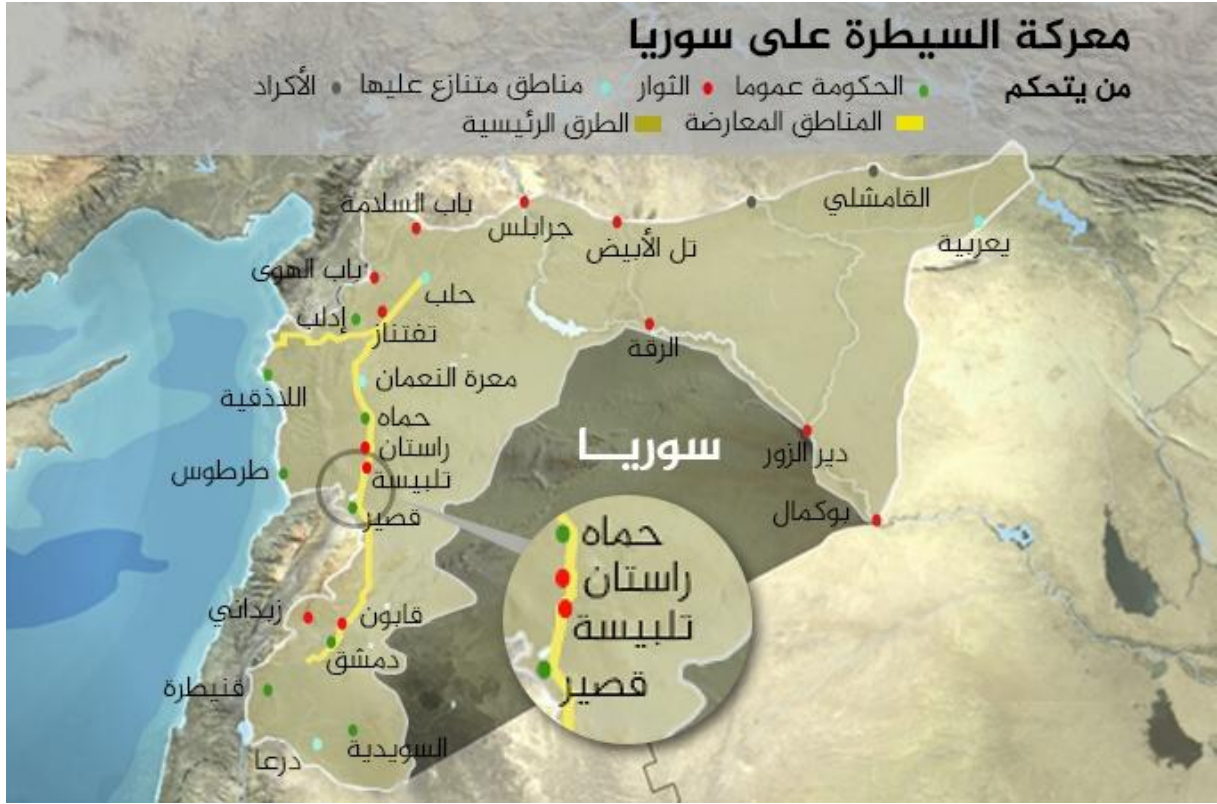 معركة السيطرة على سوريا
من يتحكم
الحكومة عموما
الثوار
مناطق متنازع عليها
الأكراد
المناطق المعارضة
الطرق الرئيسية
القامشلي
باب السلامة
جرابلس
تل الأبيض
يعربية
باب الهوى
حلب
إدلب
تفتناز
الرقة
معرة النعمان
اللاذقية
حماه
سوريا
راستان
دير الزور
طرطوس
تلبيسة
قصير
بوكمال
حماه
راستان
تلبيسة
قصير
زبداني
قابون
دمشق
قنيطرة
السويدية
درعا